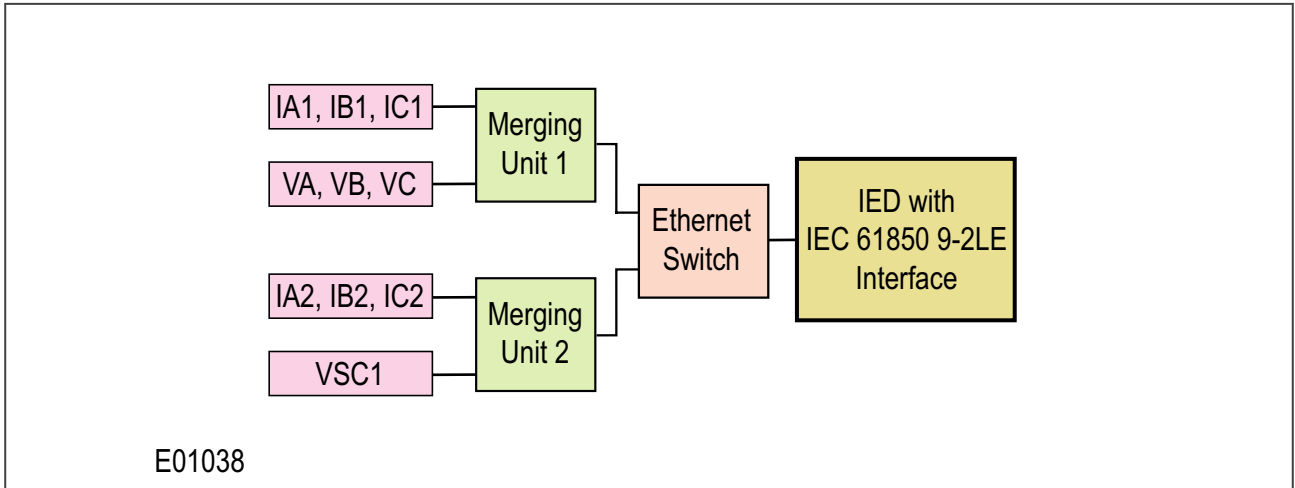 IA1, IB1, IC1
VA, VB, VC
Merging
Unit 1
IA2, IB2, IC2
VSC1
Merging
Unit 2
Ethernet
Switch
IED with
IEC 61850 9-2LE
Interface
E01038